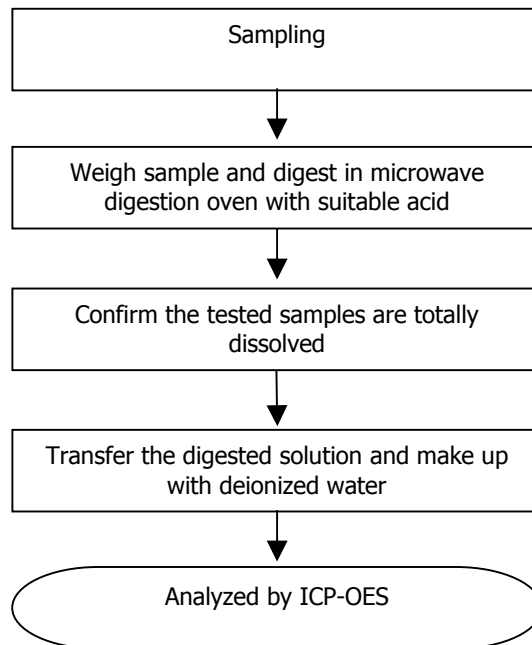 Sampling
Weigh sample and digest in microwave
digestion oven with suitable acid
Confirm the tested samples are totally
dissolved
Transfer the digested solution and make up
with deionized water
Analyzed by ICP-OES